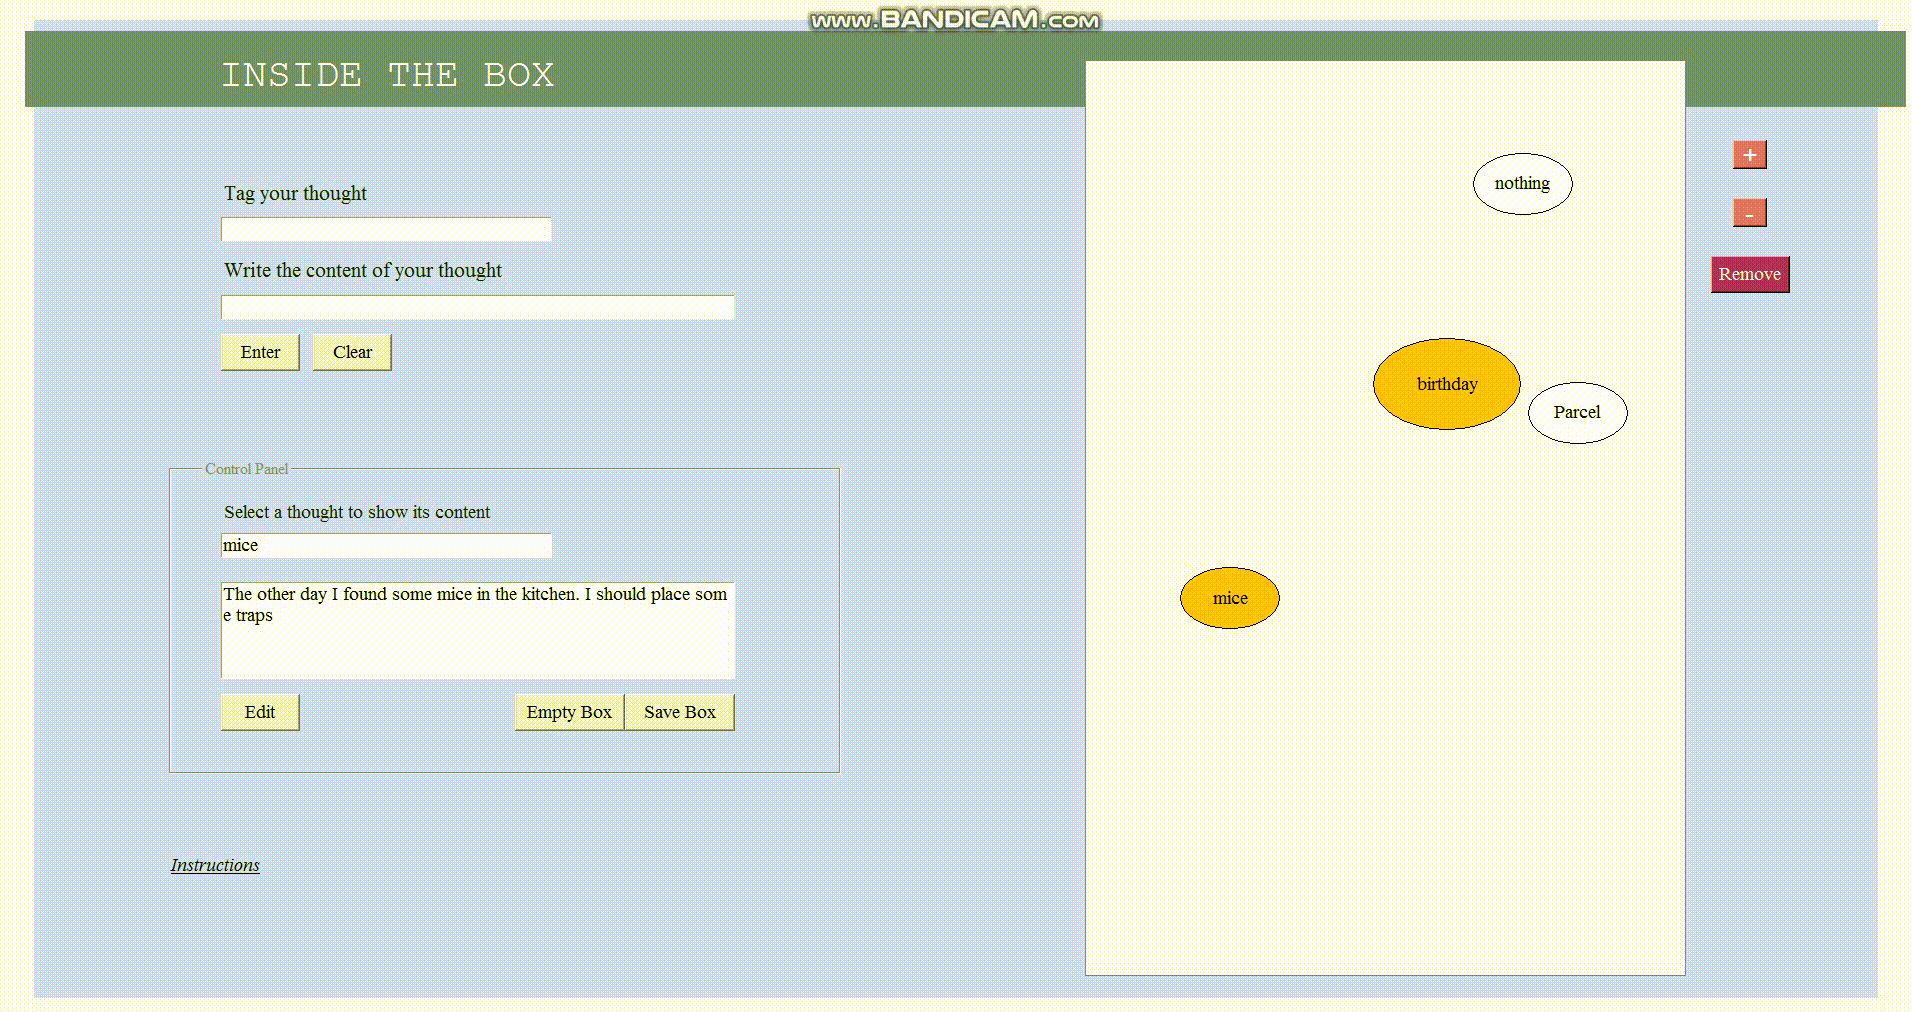 www.BANDICAM.com
INSIDE THE BOX
Tag your thought
Write the content of your thought
Enter
Clear
Control Panel
Select a thought to show its content
mice
The other day I found some mice in the kitchen. I should place som
e traps
Edit
Empty Box
Save Box
Instructions
nothing
birthday
Parcel
mice
+
-
Remove